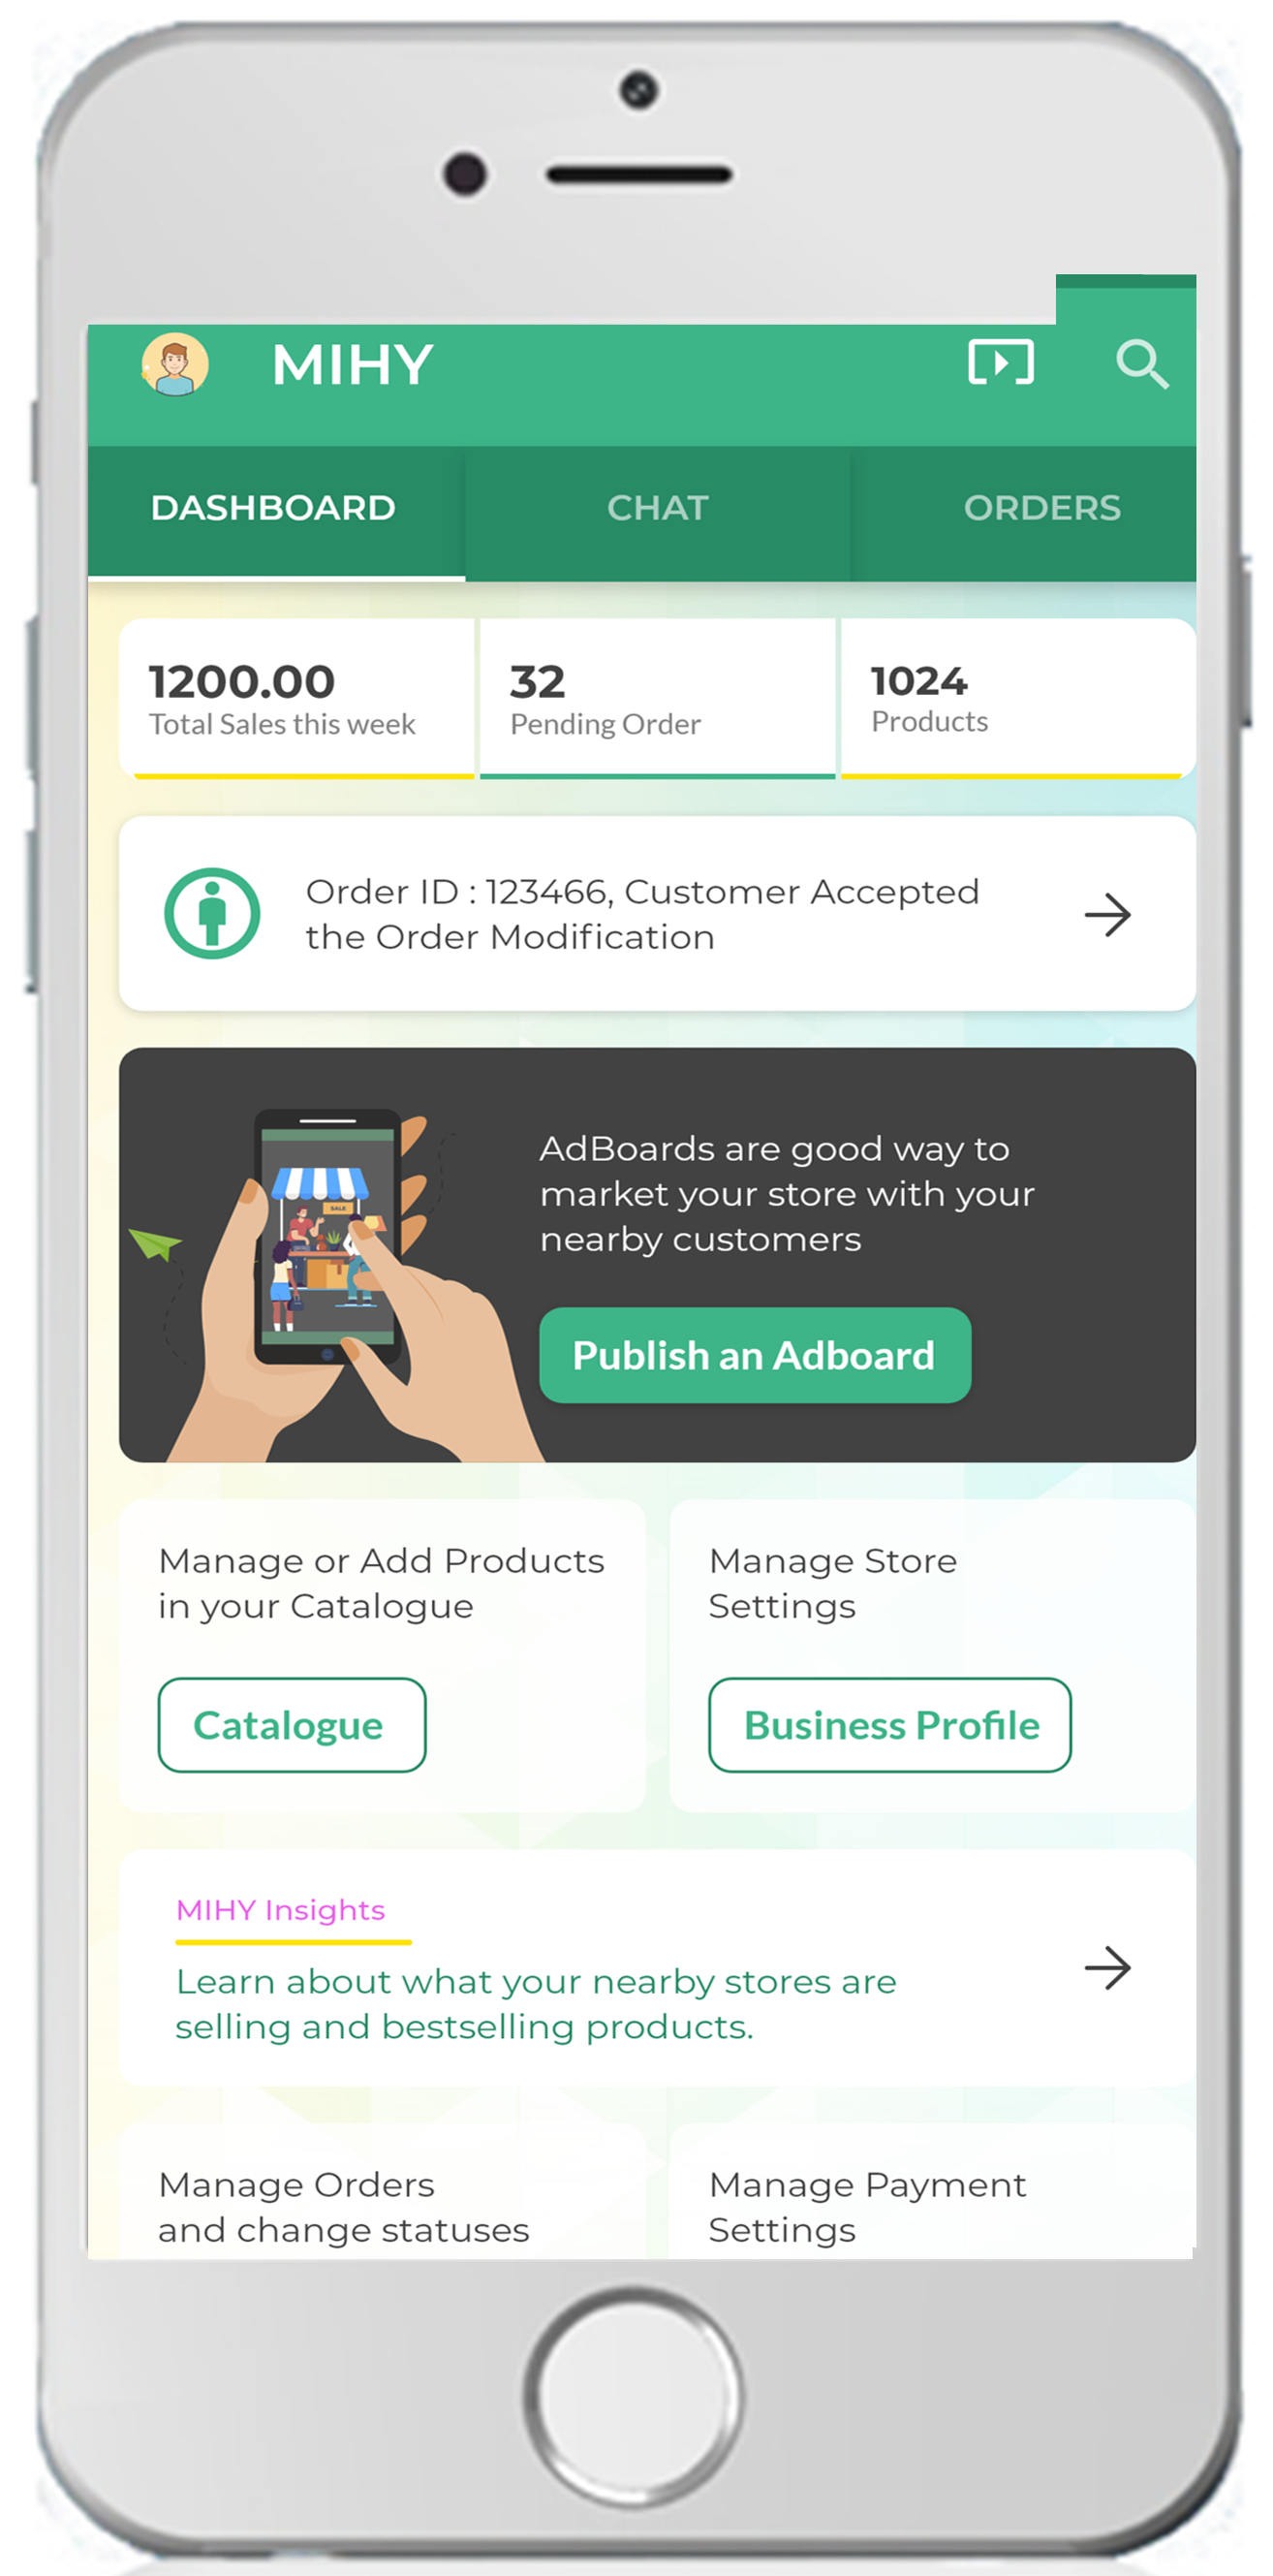 MIHY
DASHBOARD
CHAT
ORDERS
1200.00
Total Sales this week
32
Pending Order
1024
Products
Order ID : 123466, Customer Accepted
the Order Modification
SALE
AdBoards are good way to
market your store with your
nearby customers
Publish an Adboard
Manage or Add Products
in your Catalogue
Catalogue
Manage Store
Settings
Business Profile
MIHY Insights
Learn about what your nearby stores are
selling and bestselling products.
Manage Orders
and change statuses
Manage Payment
Settings